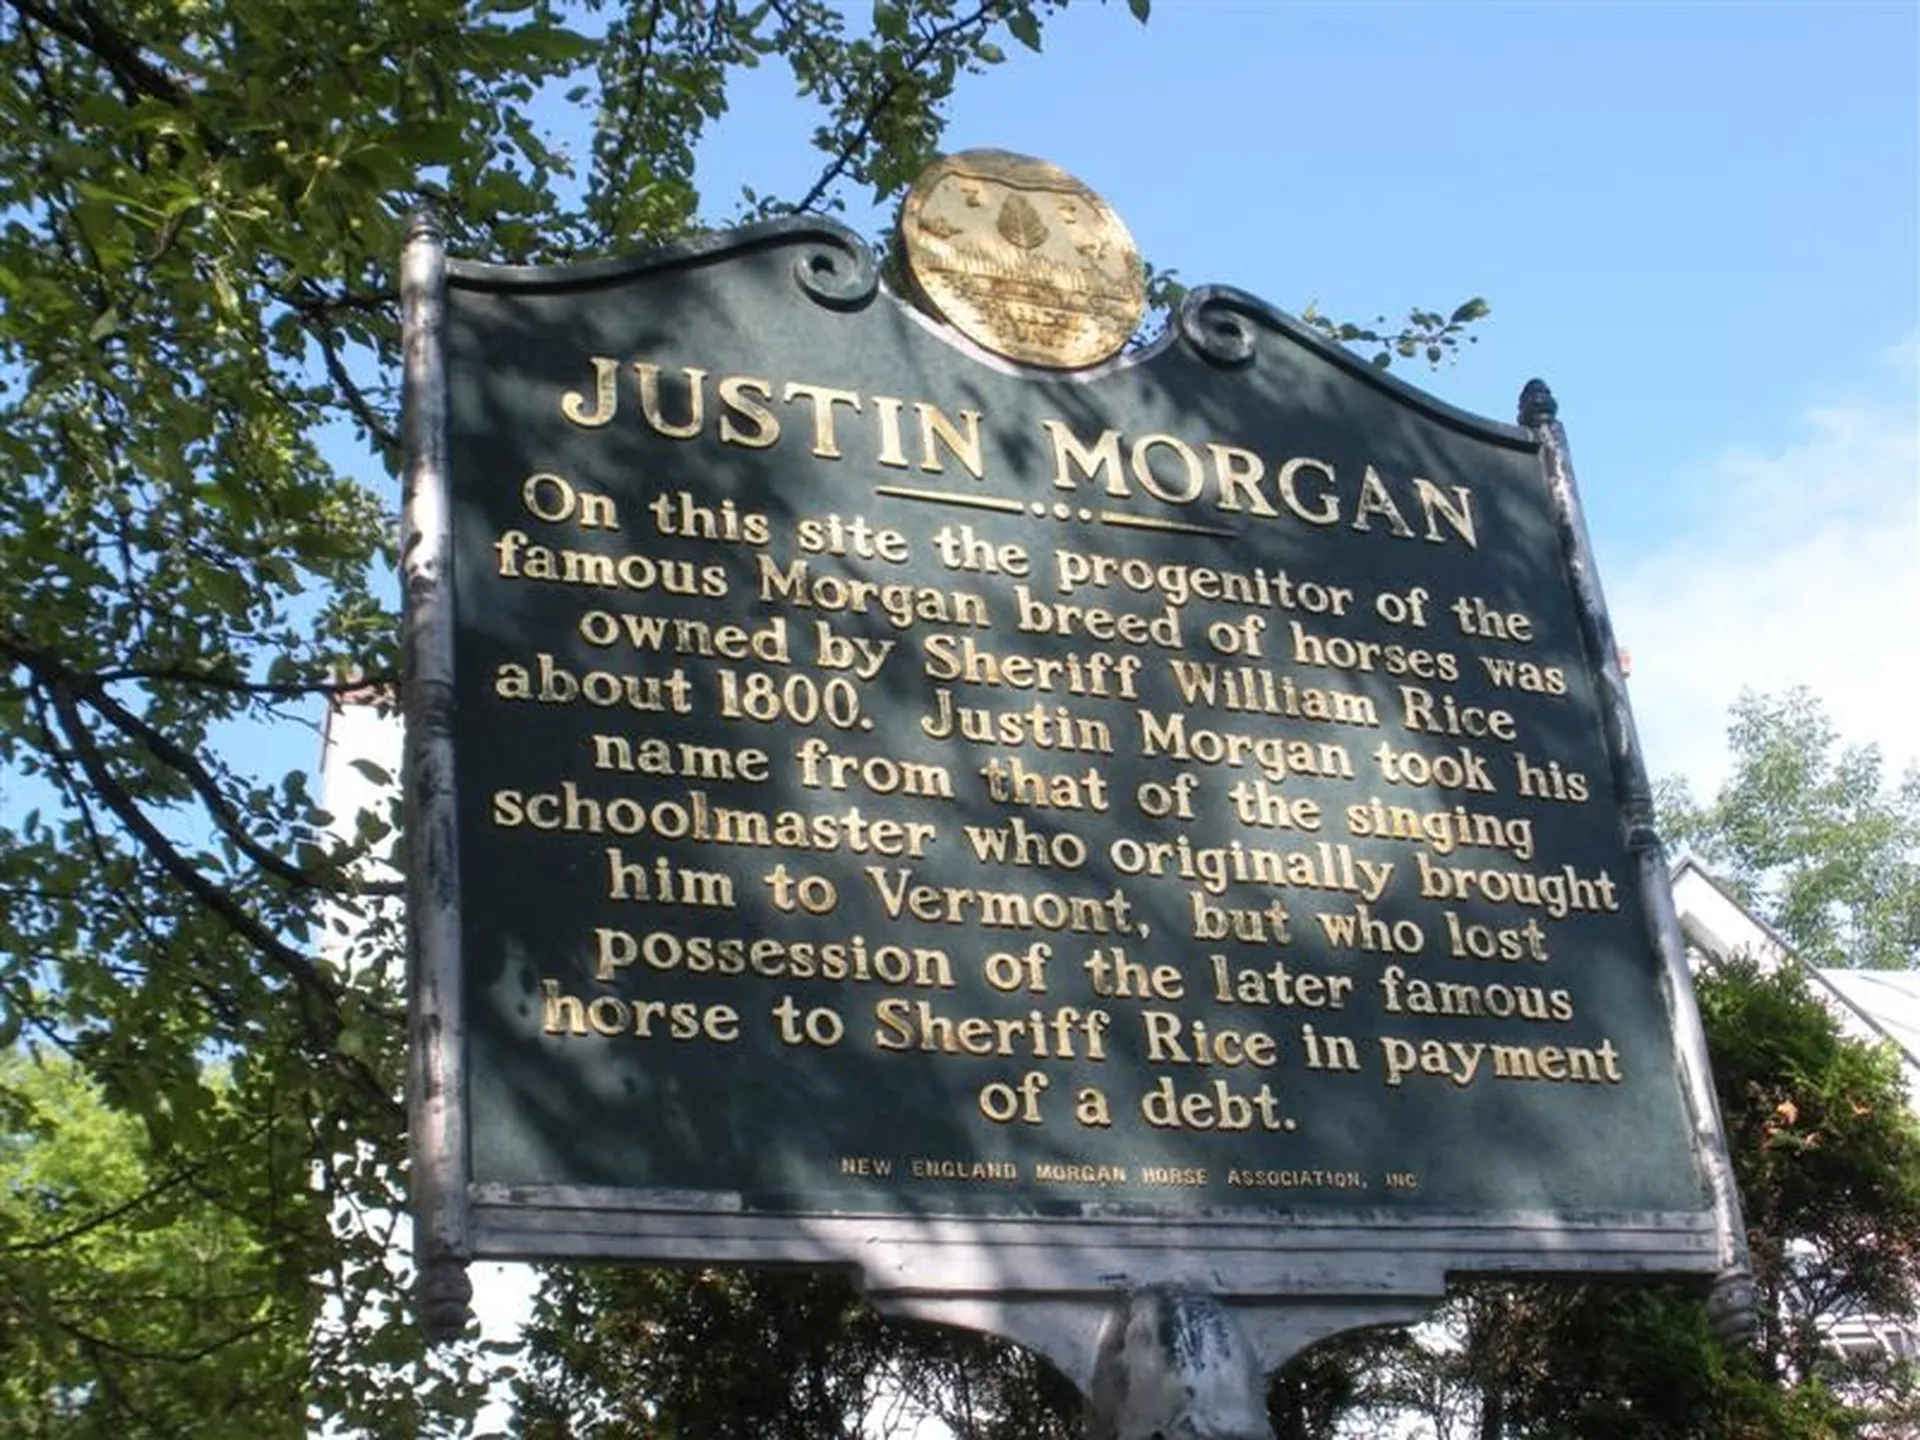 JUSTIN MORGAN
On this site the progenitor of the
famous Morgan breed of horses was
owned by Sheriff William Rice
about 1800. Justin Morgan took his
name from that of the singing
schoolmaster who originally brought
him to Vermont, but who lost
possession of the later famous
horse to Sheriff Rice in payment
of a debt.
NEW ENGLAND MORGAN HORSE ASSOCIATION, INC